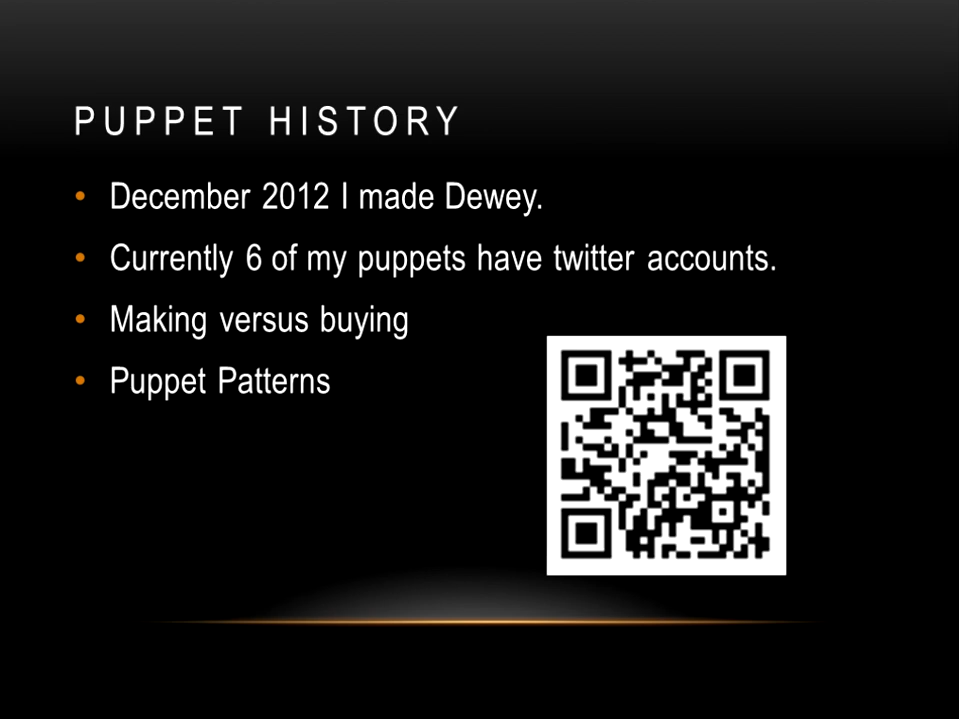 PUPPET HISTORY
• December 2012 I made Dewey.
• Currently 6 of my puppets have twitter accounts.
• Making versus buying
• Puppet Patterns